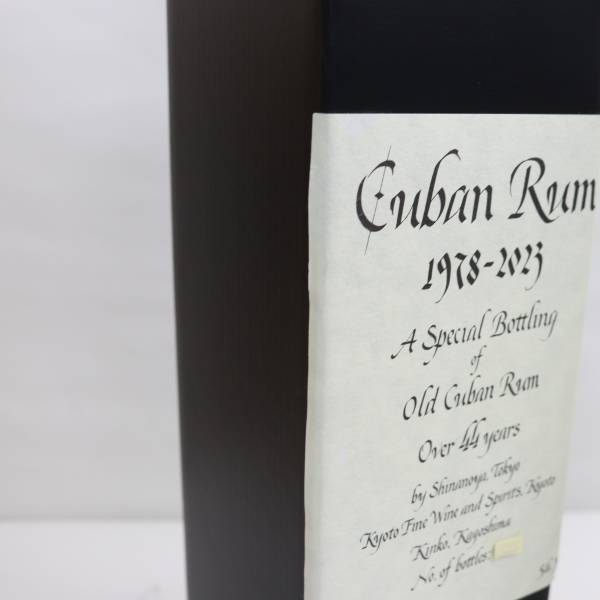 Cuban Rum
1978-2023
A Special Bottling
of
Old Cuban Rum
Over 44 years
by Shinanoya, Tokyo
Kyoto Fine Wine and Spirits, Kyoto
Kinko, Kagoshima
No. of bottles: